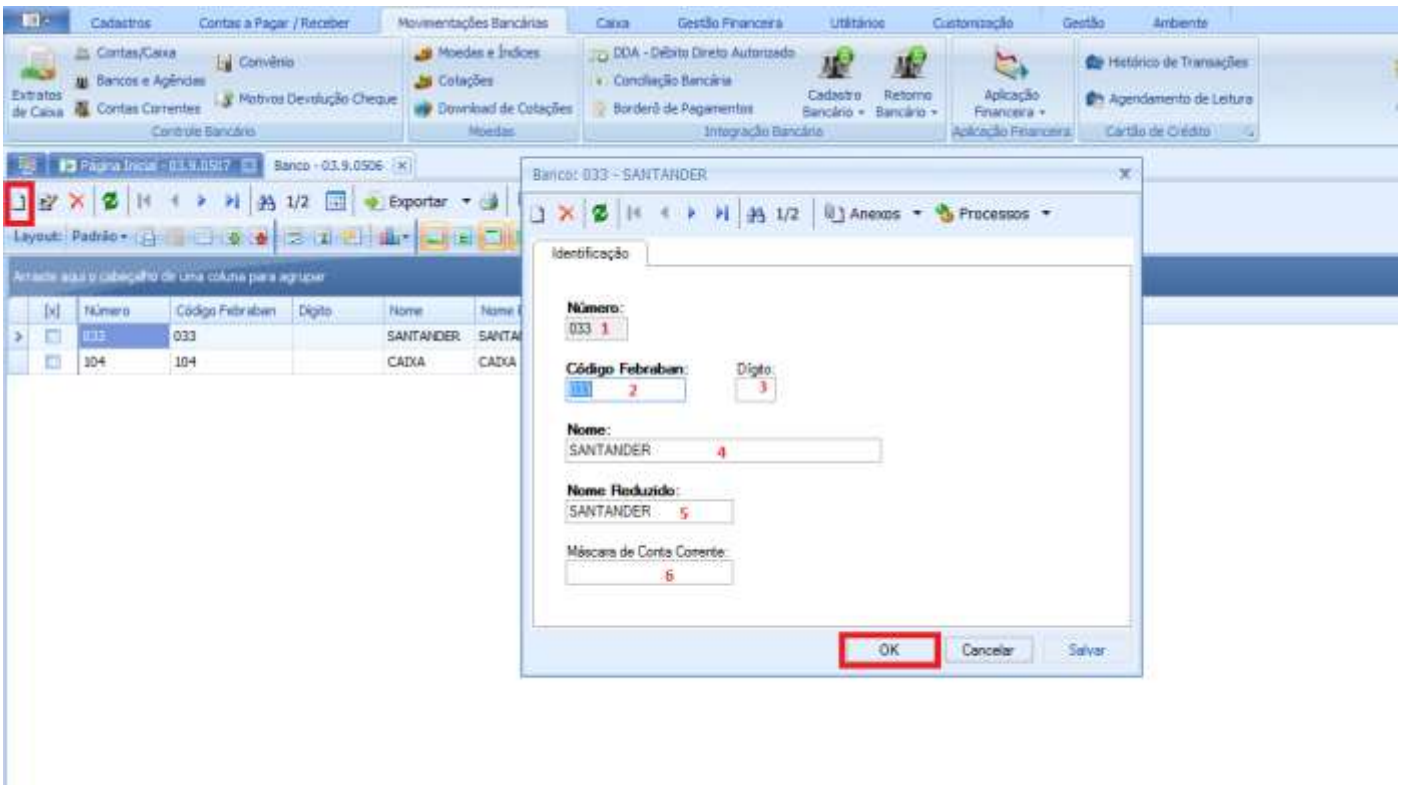 Cadastros Contas a Pagar / Receber Movimentações Bancárias Caixa Gestão Financeira Utilitários Customização Gestão Ambiente
Extratos de Caixa
Contas/Caixa
Bancos e Agências
Contas Correntes
Convênio
Motivos Devolução Cheque
Controle Bancário
Moedas e Índices
Cotações
Download de Cotações
Moedas
DDA - Débito Direto Autorizado
Conciliação Bancária
Borderô de Pagamentos
Cadastro Bancário
Retorno Bancário
Integração Bancária
Aplicação Financeira
Aplicação Financeira
Histórico de Transações
Agendamento de Leitura
Cartão de Crédito
Página Inicial - 03.9.0507 Banco - 03.9.0506
1/2 Exportar
Layout: Padrão
Arraste aqui o cabeçalho de uma coluna para agrupar
[x] Número Código Febraban Dígito Nome Nome
033 033 SANTANDER
104 104 CAIXA CAIXA
Banco: 033 - SANTANDER
1/2 Anexos Processos
Identificação
Número:
033 1
Código Febraban: Dígito:
033 2 3
Nome:
SANTANDER 4
Nome Reduzido:
SANTANDER 5
Máscara de Conta Corrente:
6
OK Cancelar Salvar